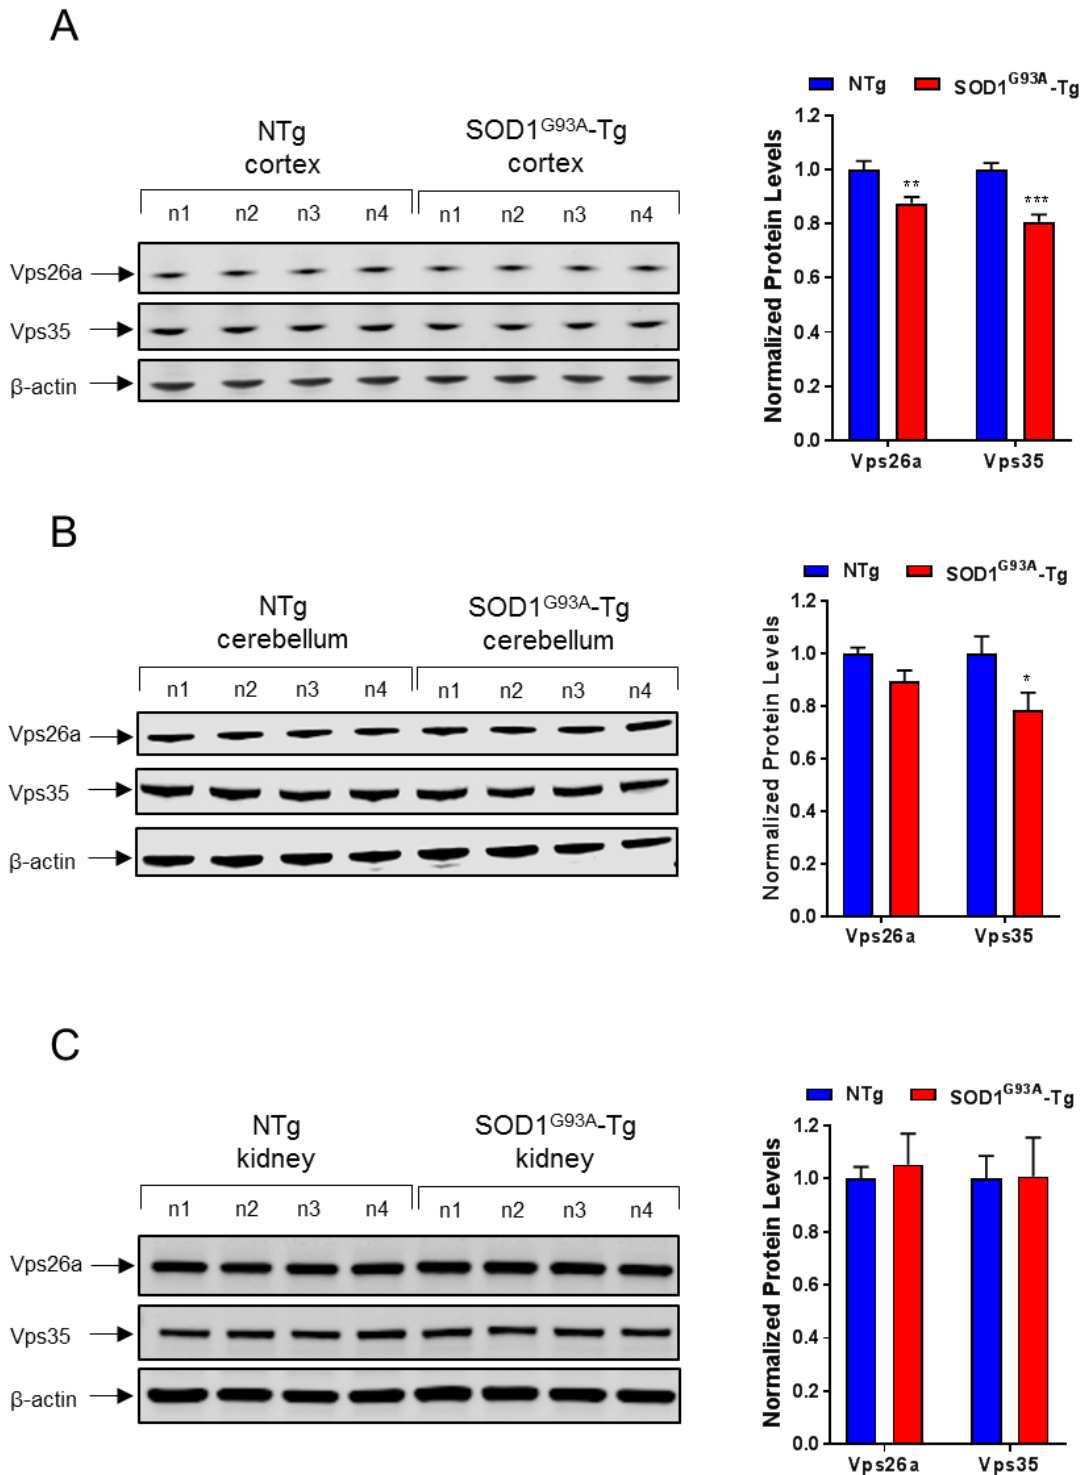 A
NTg SOD1G93A-Tg
cortex cortex
n1 n2 n3 n4 n1 n2 n3 n4
Vps26a
Vps35
β-actin
NTg SOD1G93A-Tg
Normalized Protein Levels
1.2
1.0
0.8
0.6
0.4
0.2
0.0
**
***
Vps26a Vps35
B
NTg SOD1G93A-Tg
cerebellum cerebellum
n1 n2 n3 n4 n1 n2 n3 n4
Vps26a
Vps35
β-actin
NTg SOD1G93A-Tg
Normalized Protein Levels
1.2
1.0
0.8
0.6
0.4
0.2
0.0
*
Vps26a Vps35
C
NTg SOD1G93A-Tg
kidney kidney
n1 n2 n3 n4 n1 n2 n3 n4
Vps26a
Vps35
β-actin
NTg SOD1G93A-Tg
Normalized Protein Levels
1.2
1.0
0.8
0.6
0.4
0.2
0.0
Vps26a Vps35